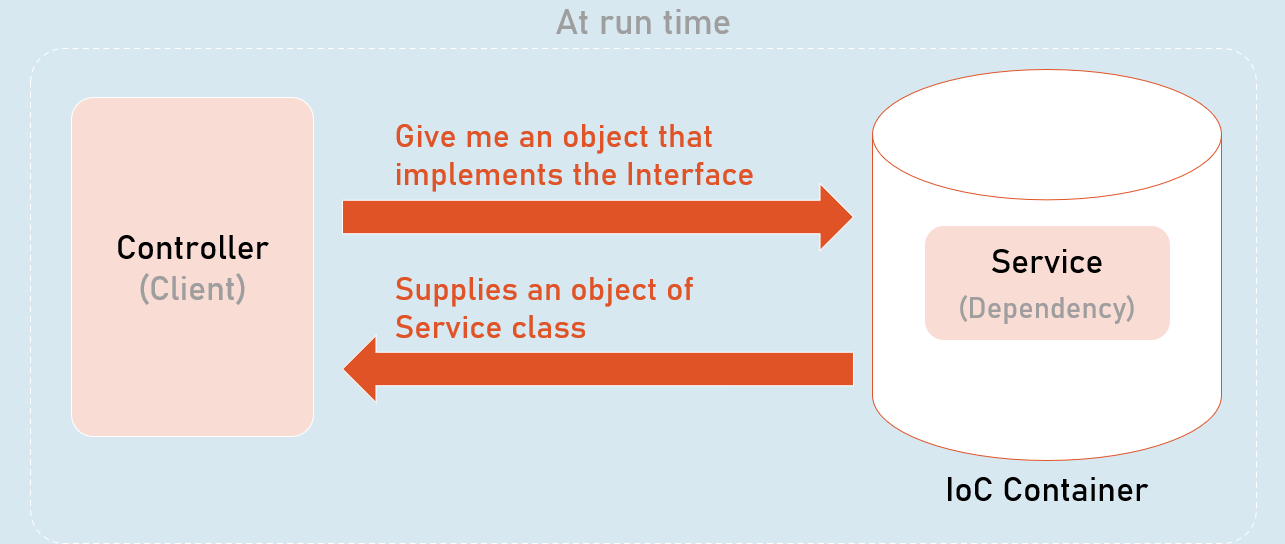 At run time
Give me an object that
implements the Interface
Controller
(Client)
Supplies an object of
Service class
Service
(Dependency)
IoC Container